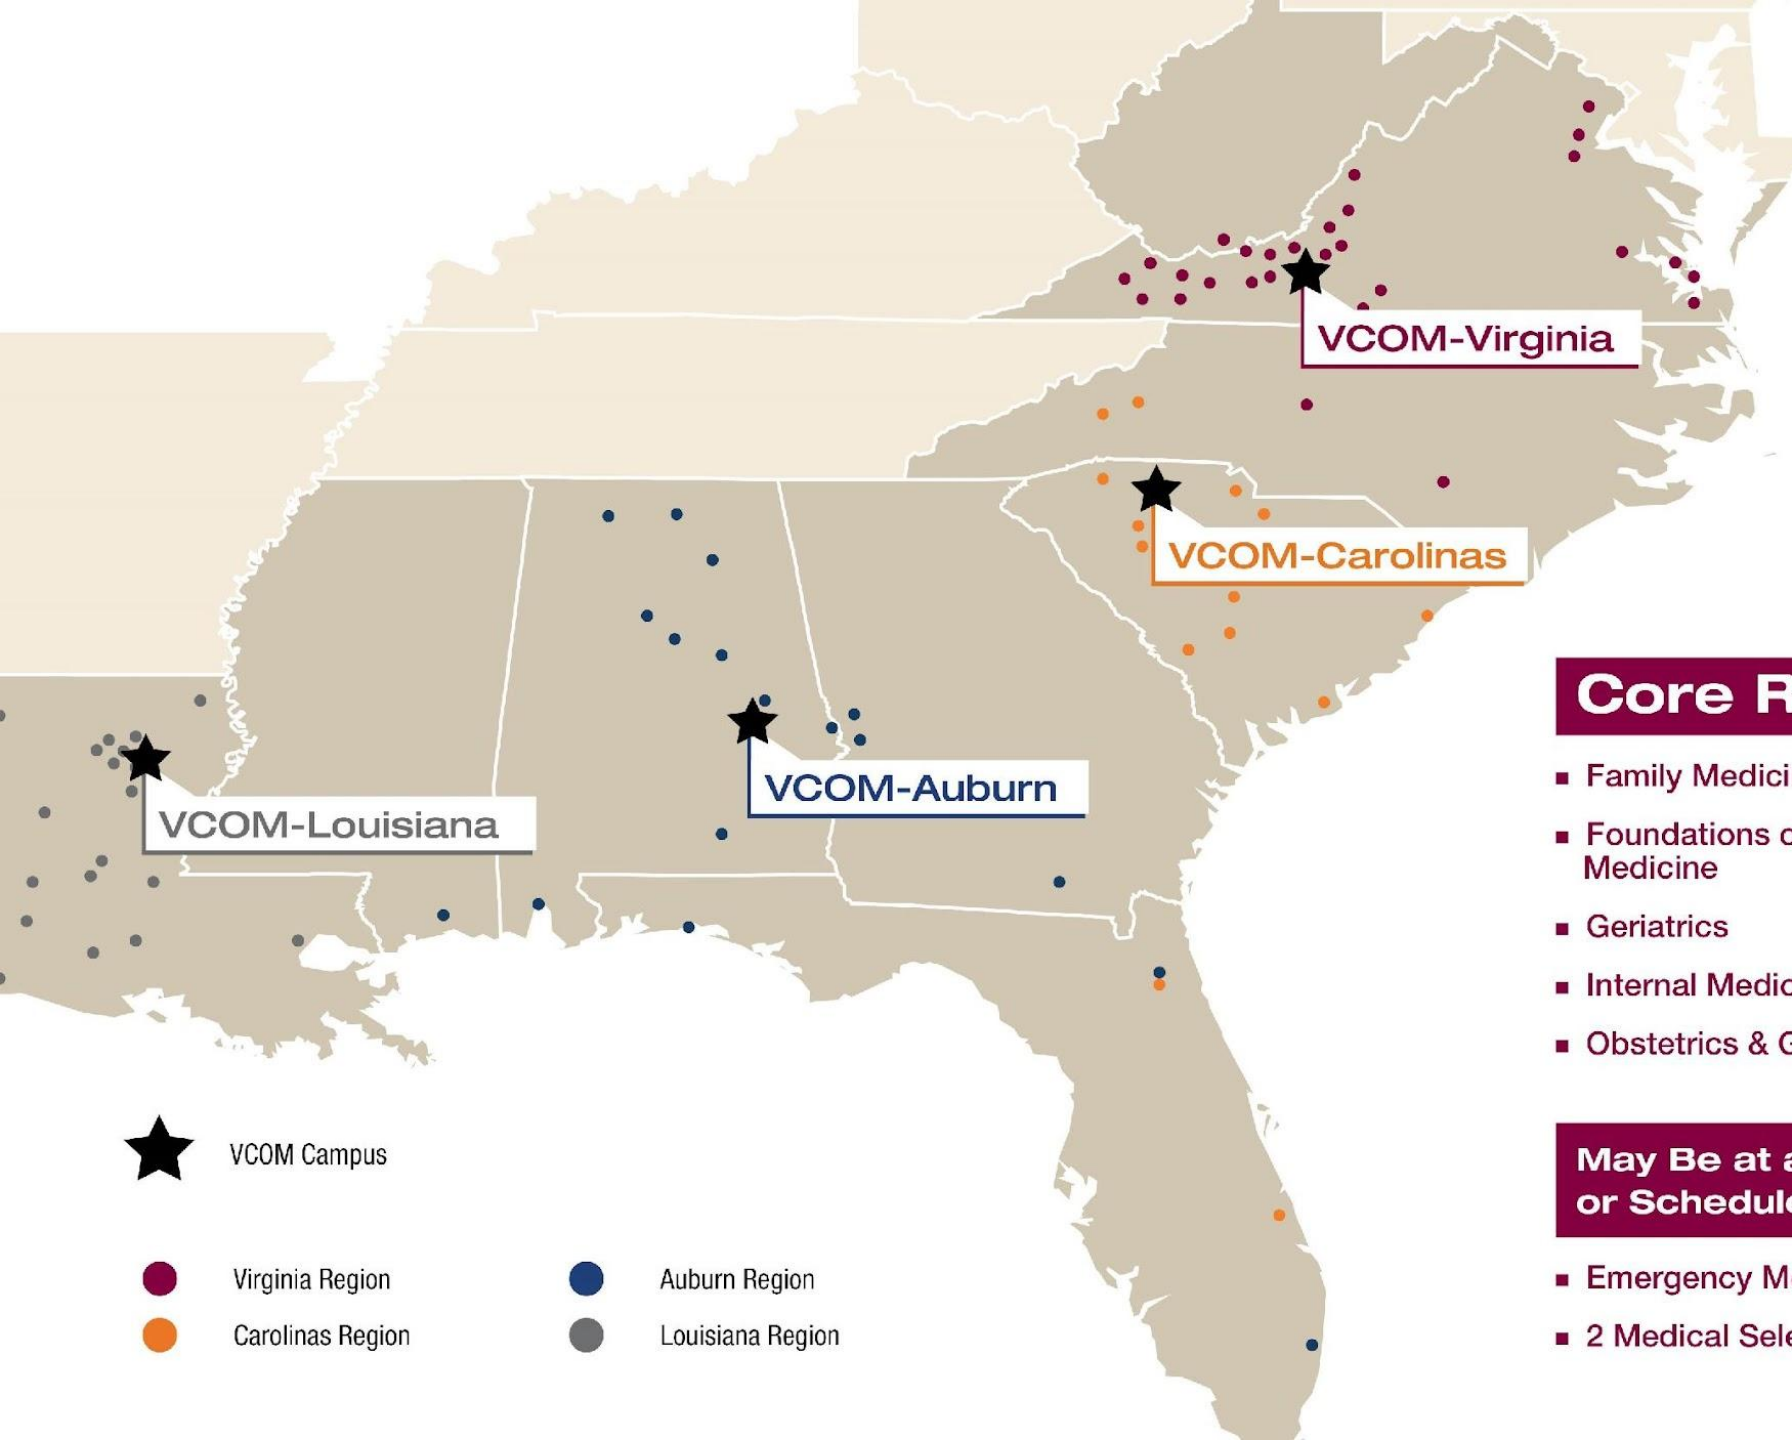 VCOM-Virginia
VCOM-Carolinas
VCOM-Auburn
VCOM-Louisiana
VCOM Campus
Virginia Region
Carolinas Region
Auburn Region
Louisiana Region
Core R
Family Medici
Foundations o
Medicine
Geriatrics
Internal Medic
Obstetrics & G
May Be at a
or Schedule
Emergency M
2 Medical Sele